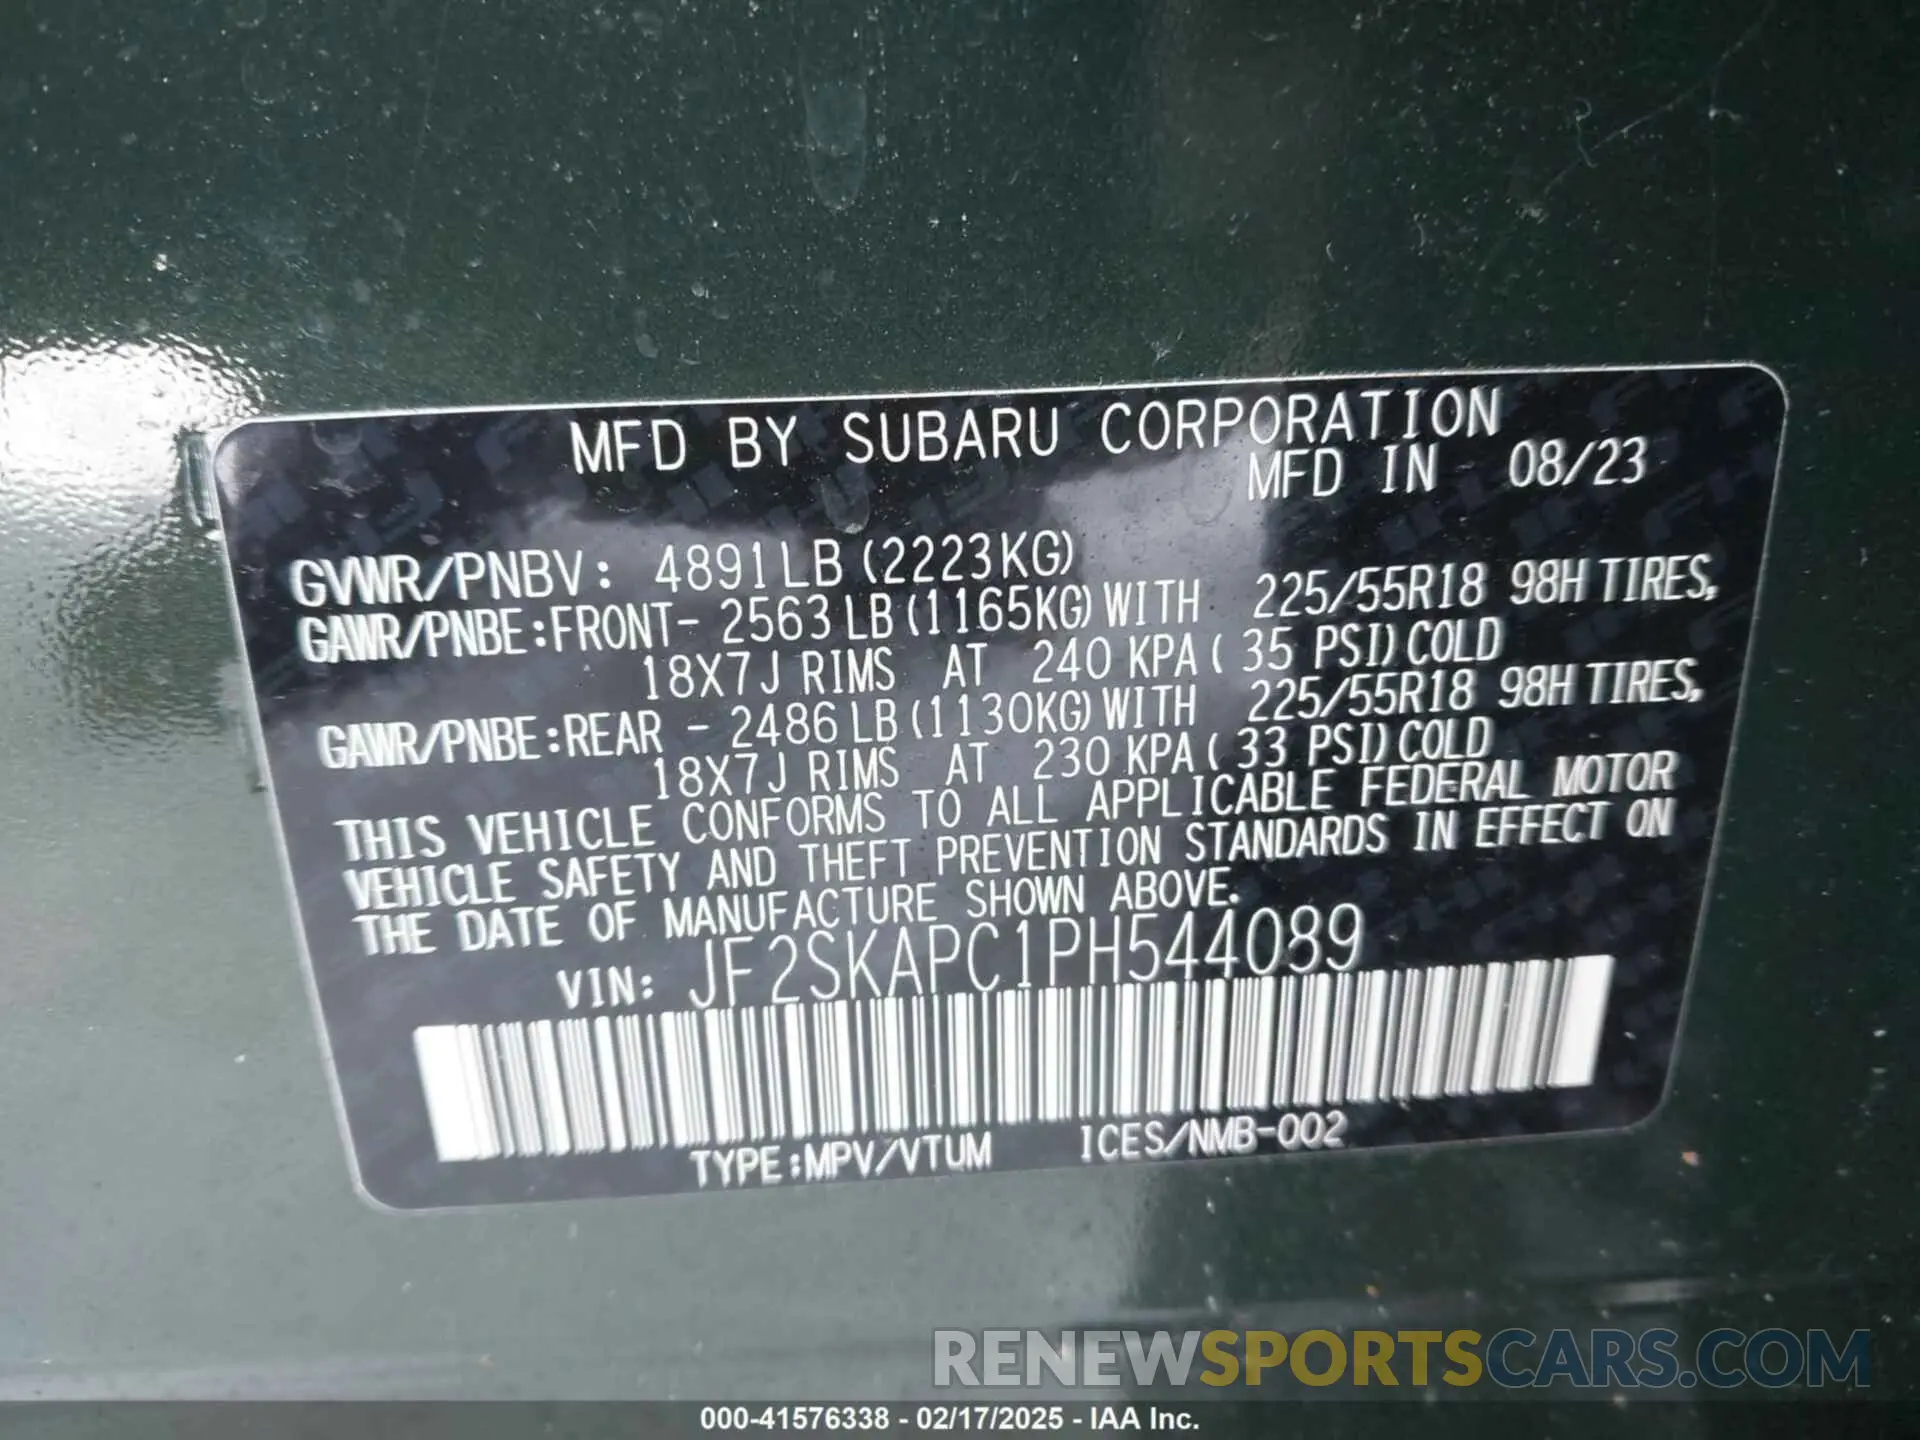 MFD BY SUBARU CORPORATION
MFD IN 08/23
GVWR/PNBV: 4891LB (2223KG)
GAWR/PNBE:FRONT- 2563LB (1165KG) WITH 225/55R18 98H TIRES,
18X7J RIMS AT 240 KPA ( 35 PSI) COLD
GAWR/PNBE:REAR - 2486LB (1130KG) WITH 225/55R18 98H TIRES,
18X7J RIMS AT 230 KPA ( 33 PSI) COLD
THIS VEHICLE CONFORMS TO ALL APPLICABLE FEDERAL MOTOR
VEHICLE SAFETY AND THEFT PREVENTION STANDARDS IN EFFECT ON
THE DATE OF MANUFACTURE SHOWN ABOVE.
VIN: JF2SKAPC1PH544089
TYPE:MPV/VTUM ICES/NMB-002
RENEWSPORTSCARS.COM
000-41576338 - 02/17/2025 - IAA Inc.